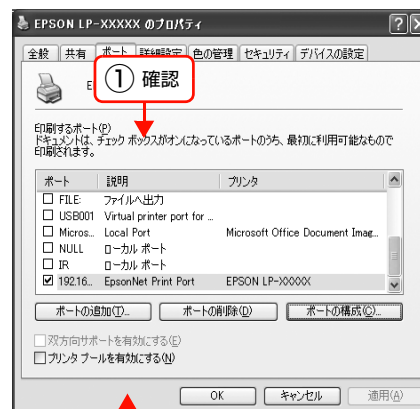 EPSON LP-XXXXX のプロパティ
全般 共有 ポート 詳細設定 色の管理 セキュリティ デバイスの設定
① 確認
E
印刷するポート(P)
ドキュメントは、チェック ボックスがオンになっているポートのうち、最初に利用可能なもので
印刷されます。
ポート 説明 プリンタ
FILE: ファイルへ出力
USB001 Virtual printer port for ...
Micros... Local Port Microsoft Office Document Imag...
NULL ローカル ポート
IR ローカル ポート
192.16... EpsonNet Print Port EPSON LP-XXXXX
ポートの追加(T)... ポートの削除(D) ポートの構成(C)...
双方向サポートを有効にする(E)
プリンタ プールを有効にする(N)
OK キャンセル 適用(A)